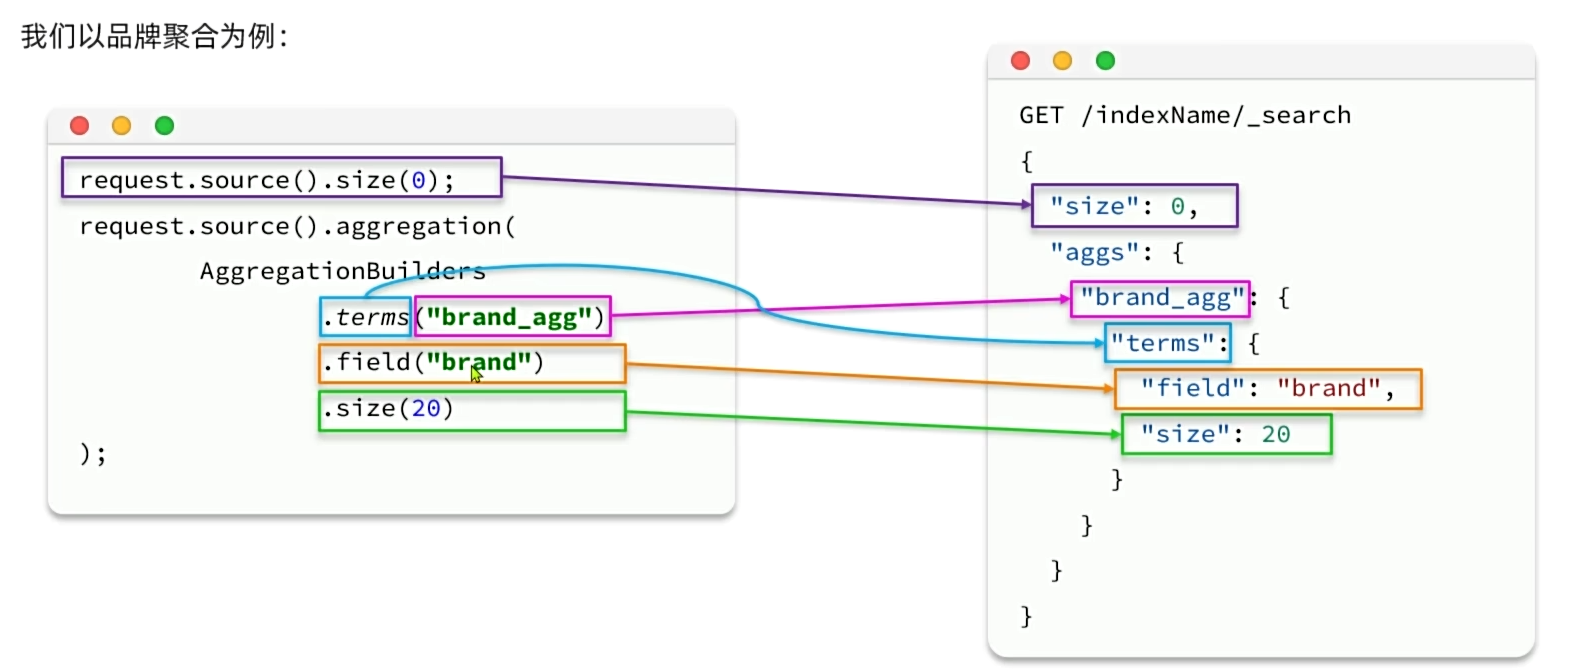 我们以品牌聚合为例：
request.source().size(0);
request.source().aggregation(
AggregationBuilders
.terms("brand_agg")
.field("brand")
.size(20)
);
GET /indexName/_search
{
"size": 0,
"aggs": {
"brand_agg": {
"terms": {
"field": "brand",
"size": 20
}
}
}
}